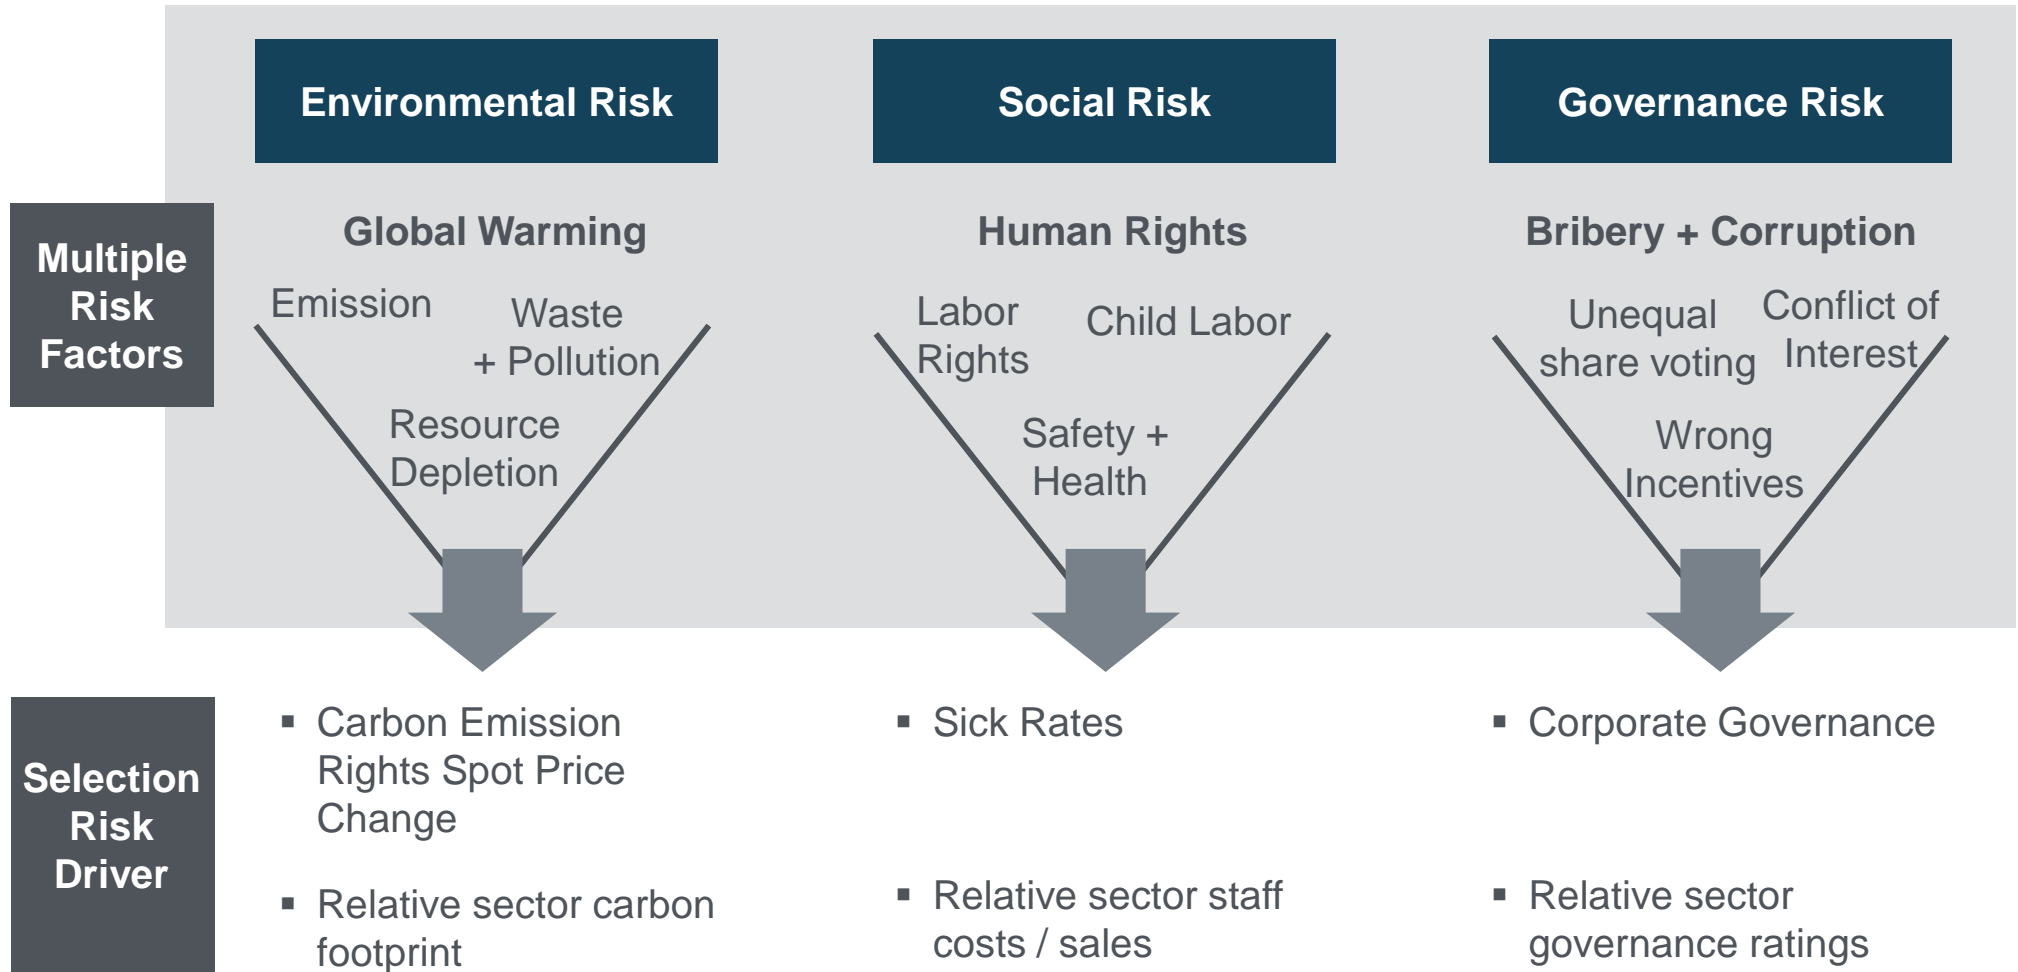 Environmental Risk
Social Risk
Governance Risk
Multiple
Risk
Factors
Global Warming
Emission
Waste
+ Pollution
Resource
Depletion
Human Rights
Labor
Rights
Child Labor
Safety +
Health
Bribery + Corruption
Unequal
share voting
Conflict of
Interest
Wrong
Incentives
Selection
Risk
Driver
▪ Carbon Emission
Rights Spot Price
Change
▪ Relative sector carbon
footprint
▪ Sick Rates
▪ Relative sector staff
costs / sales
▪ Corporate Governance
▪ Relative sector
governance ratings